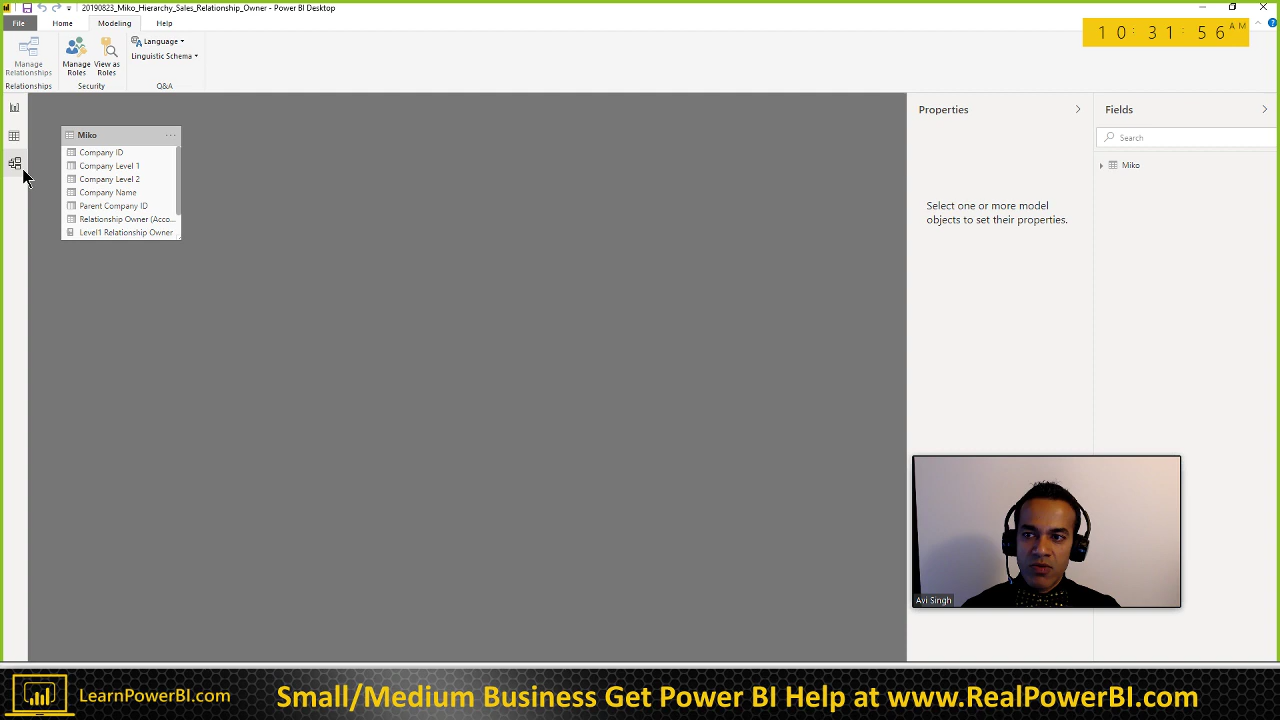 20190823_Miko_Hierarchy_Sales_Relationship_Owner - Power BI Desktop
File
Home
Modeling
Help
10:31:56 AM
Manage
Relationships
Manage
Roles
View as
Roles
Language
Linguistic Schema
Relationships
Security
Q&A
Miko
Company ID
Company Level 1
Company Level 2
Company Name
Parent Company ID
Relationship Owner (Acco...
Level1 Relationship Owner
Properties
Select one or more model
objects to set their properties.
Fields
Search
Miko
Avi Singh
LearnPowerBI.com
Small/Medium Business Get Power BI Help at www.RealPowerBI.com